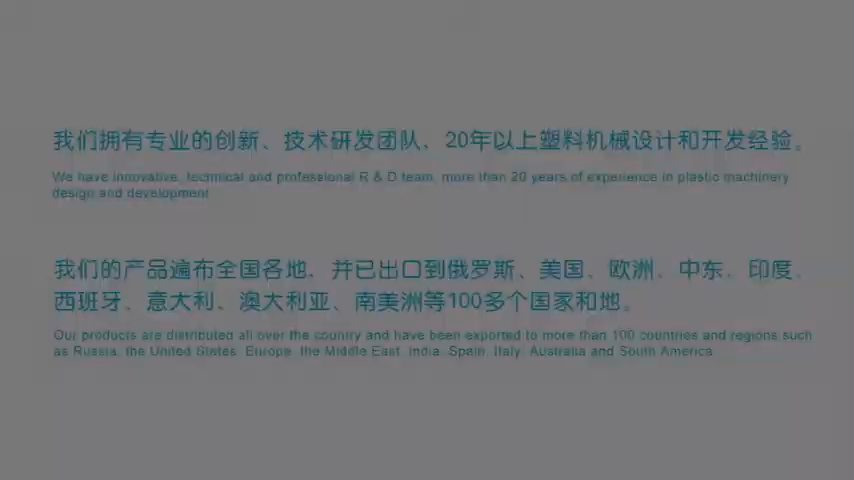 我们拥有专业的创新、技术研发团队、20年以上塑料机械设计和开发经验。
We have innovative, technical and professional R & D team, more than 20 years of experience in plastic machinery
design and development
我们的产品遍布全国各地，并已出口到俄罗斯、美国、欧洲、中东、印度、
西班牙、意大利、澳大利亚、南美洲等100多个国家和地。
Our products are distributed all over the country and have been exported to more than 100 countries and regions such
as Russia, the United States, Europe, the Middle East, India, Spain, Italy, Australia and South America